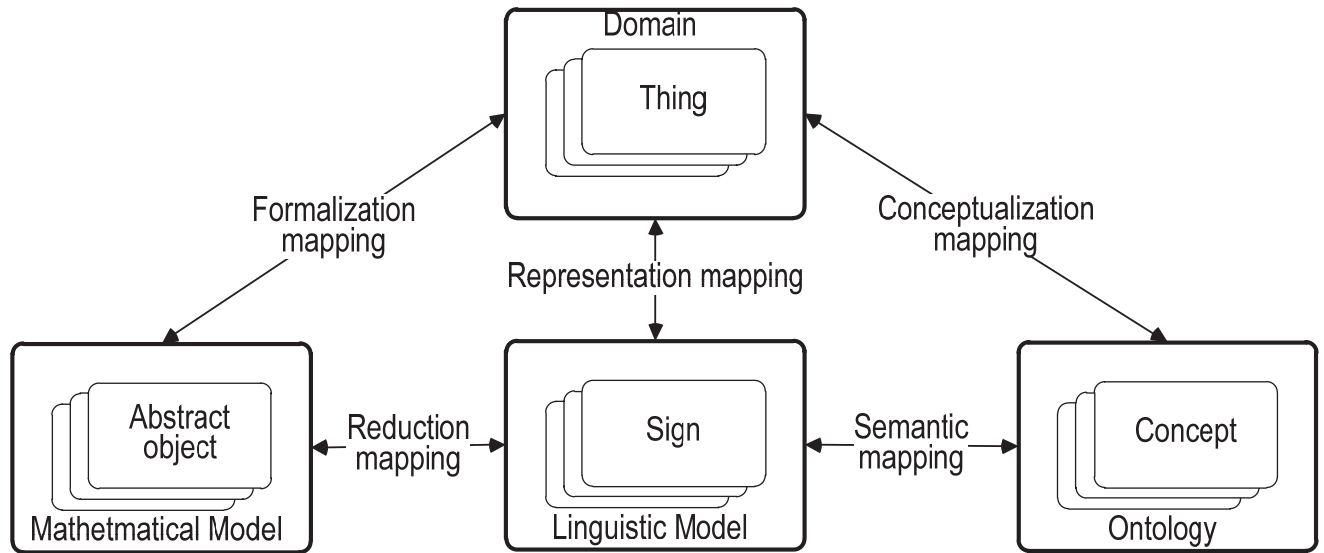 Domain
Thing
Formalization
mapping
Conceptualization
mapping
Representation mapping
Abstract
object
Reduction
mapping
Sign
Semantic
mapping
Concept
Mathetmatical Model
Linguistic Model
Ontology